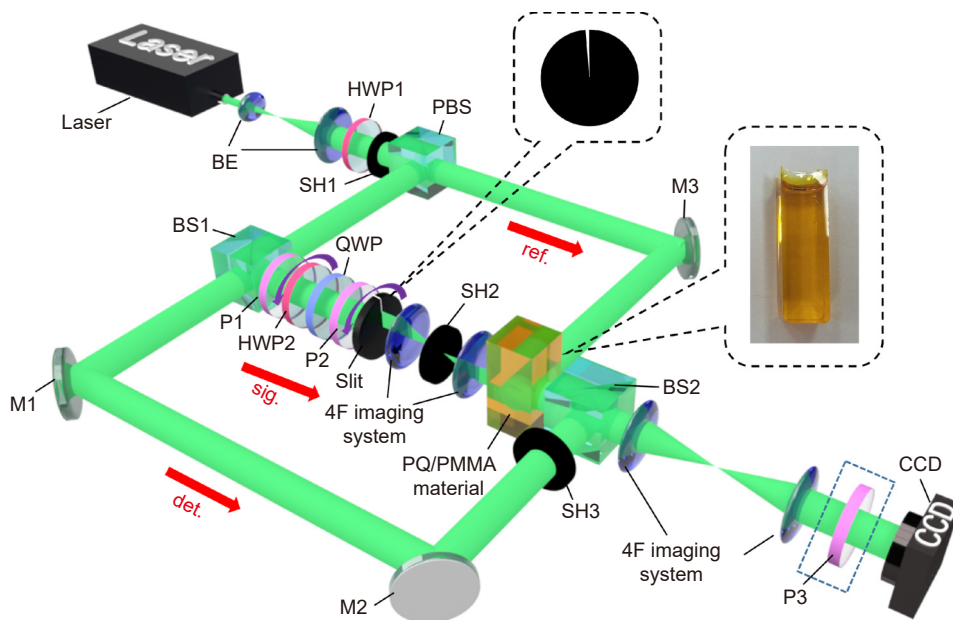 Laser
Laser
BE
HWP1
SH1
PBS
M3
BS1
QWP
ref.
SH2
P1
HWP2
P2
Slit
M1
sig.
4F imaging
system
BS2
PQ/PMMA
material
SH3
det.
CCD
CCD
4F imaging
system
P3
M2